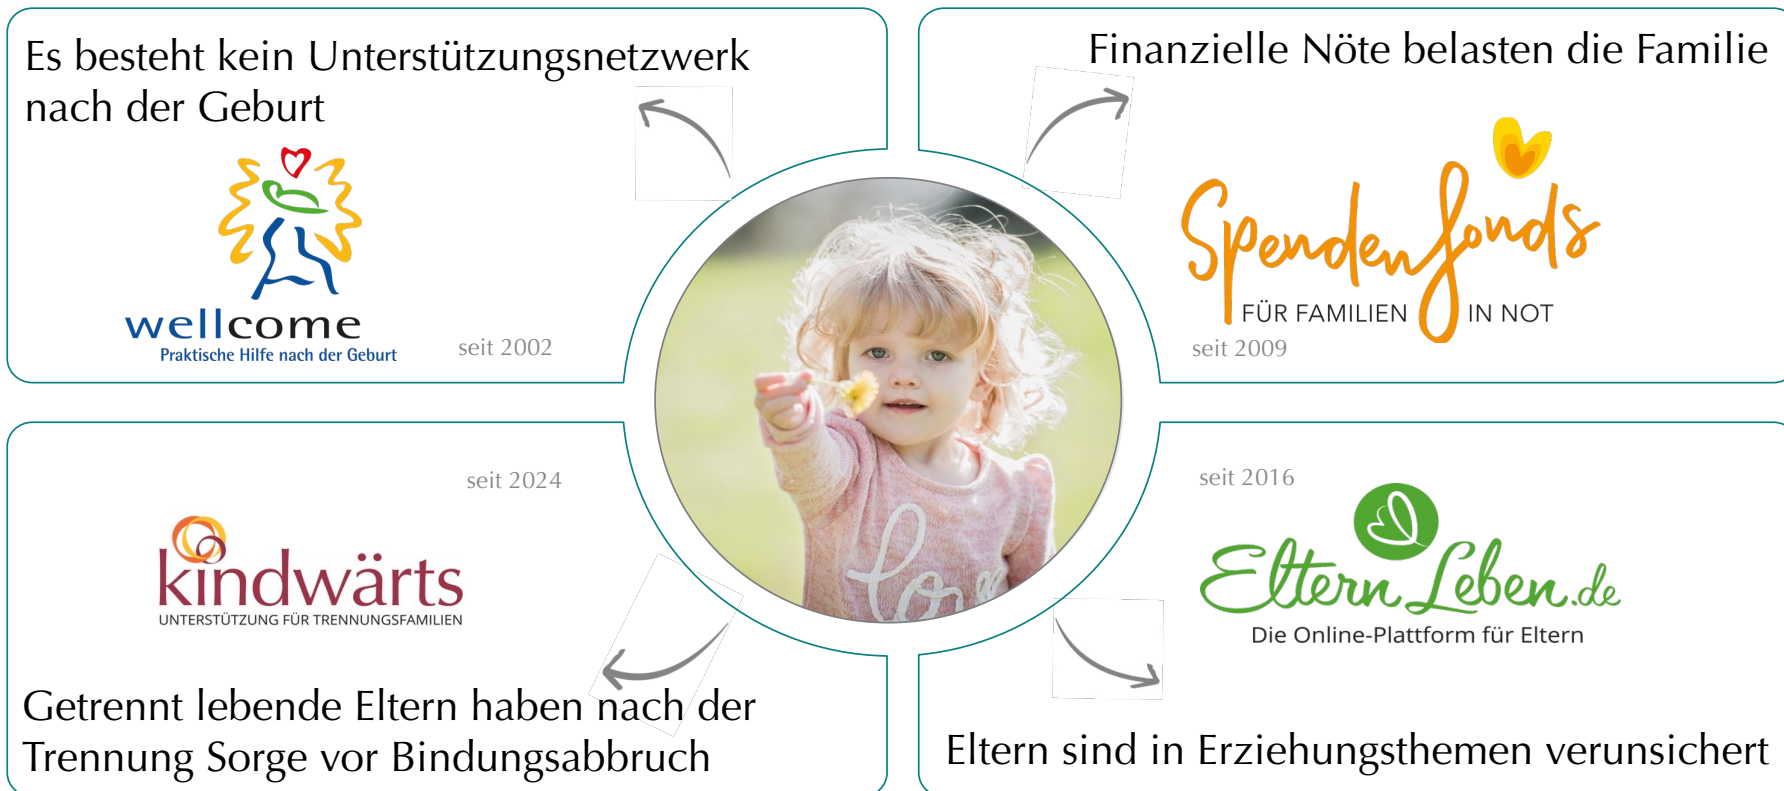 Es besteht kein Unterstützungsnetzwerk
nach der Geburt
wellcome
Praktische Hilfe nach der Geburt
seit 2002
Finanzielle Nöte belasten die Familie
Spendenfonds
FÜR FAMILIEN IN NOT
seit 2009
seit 2024
kindwärts
UNTERSTÜTZUNG FÜR TRENNUNGSFAMILIEN
Getrennt lebende Eltern haben nach der
Trennung Sorge vor Bindungsabbruch
seit 2016
ElternLeben.de
Die Online-Plattform für Eltern
Eltern sind in Erziehungsthemen verunsichert